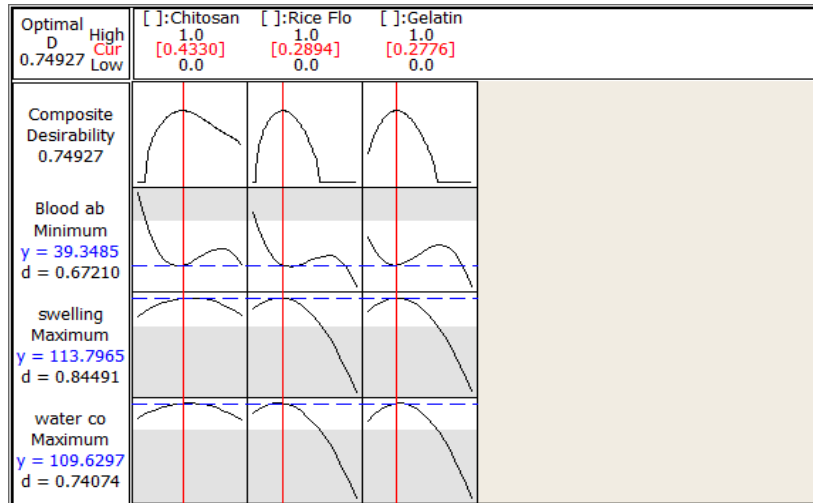 Optimal
D
0.74927
High
Cur
Low
[ ]:Chitosan
1.0
[0.4330]
0.0
[ ]:Rice Flo
1.0
[0.2894]
0.0
[ ]:Gelatin
1.0
[0.2776]
0.0
Composite
Desirability
0.74927
Blood ab
Minimum
y = 39.3485
d = 0.67210
swelling
Maximum
y = 113.7965
d = 0.84491
water co
Maximum
y = 109.6297
d = 0.74074